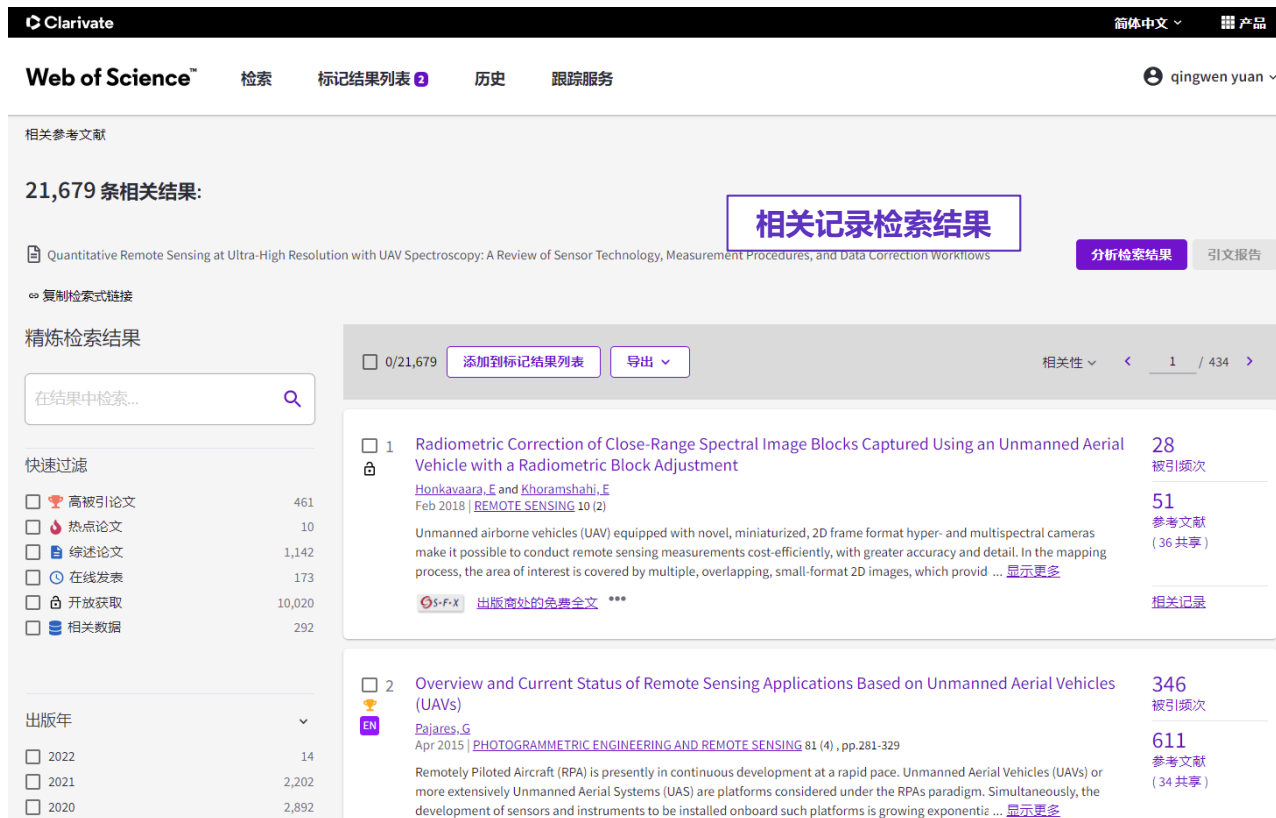 Clarivate 简体中文 产品
Web of Science™ 检索 标记结果列表 2 历史 跟踪服务 qingwen yuan
相关参考文献
21,679 条相关结果:
相关记录检索结果
Quantitative Remote Sensing at Ultra-High Resolution with UAV Spectroscopy: A Review of Sensor Technology, Measurement Procedures, and Data Correction Workflows
分析检索结果 引文报告
复制检索式链接
精炼检索结果
在结果中检索...
快速过滤
高被引论文 461
热点论文 10
综述论文 1,142
在线发表 173
开放获取 10,020
相关数据 292
出版年
2022 14
2021 2,202
2020 2,892
0/21,679 添加到标记结果列表 导出 相关性 1 / 434
1 Radiometric Correction of Close-Range Spectral Image Blocks Captured Using an Unmanned Aerial
Vehicle with a Radiometric Block Adjustment
Honkavaara, E and Khoramshahi, E
Feb 2018 | REMOTE SENSING 10 (2)
Unmanned airborne vehicles (UAV) equipped with novel, miniaturized, 2D frame format hyper- and multispectral cameras
make it possible to conduct remote sensing measurements cost-efficiently, with greater accuracy and detail. In the mapping
process, the area of interest is covered by multiple, overlapping, small-format 2D images, which provid ... 显示更多
S·F·X 出版商处的免费全文 •••
28
被引频次
51
参考文献
(36 共享)
相关记录
2 Overview and Current Status of Remote Sensing Applications Based on Unmanned Aerial Vehicles
(UAVs)
EN
Pajares, G
Apr 2015 | PHOTOGRAMMETRIC ENGINEERING AND REMOTE SENSING 81 (4) , pp.281-329
Remotely Piloted Aircraft (RPA) is presently in continuous development at a rapid pace. Unmanned Aerial Vehicles (UAVs) or
more extensively Unmanned Aerial Systems (UAS) are platforms considered under the RPAs paradigm. Simultaneously, the
development of sensors and instruments to be installed onboard such platforms is growing exponentia ... 显示更多
346
被引频次
611
参考文献
(34 共享)